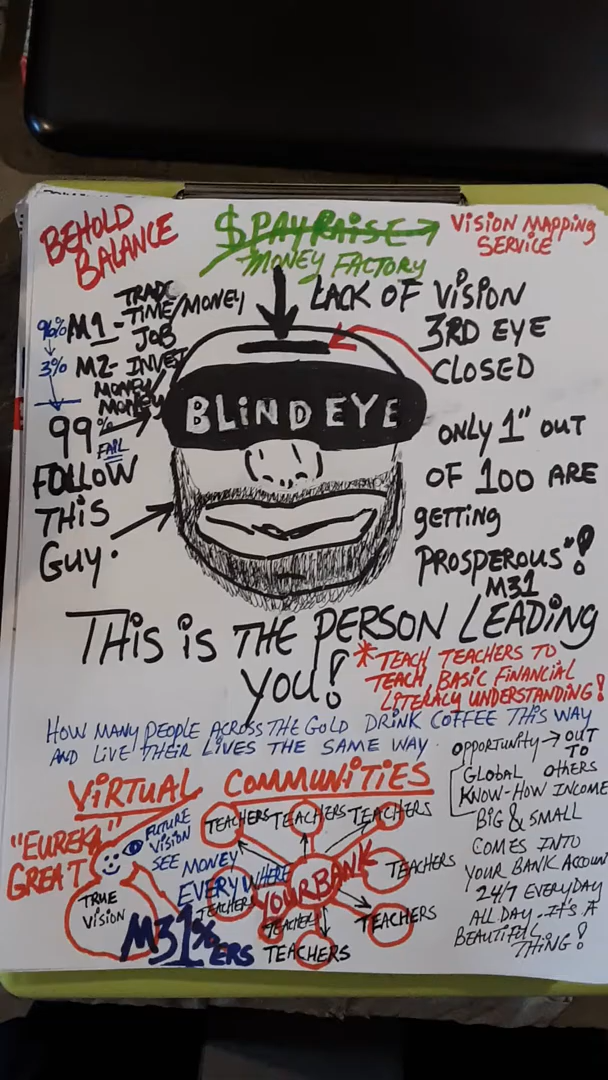 BEHOLD
BALANCE
$ PAY RAISE
MONEY FACTORY
VISION MAPPING
SERVICE
96% M1 - TRADE
TIME/MONEY
JOB
3% M2 - INVET
MONEY/
MONEY
99%
FAIL
FOLLOW
THIS
GUY.
LACK OF VISION
3RD EYE
CLOSED
BLIND EYE
ONLY 1" OUT
OF 100 ARE
GETTING
PROSPEROUS"!
M31
THIS IS THE PERSON LEADING
YOU!
*TEACH TEACHERS TO
TEACH BASIC FINANCIAL
LITERACY UNDERSTANDING!
HOW MANY PEOPLE ACROSS THE GOLD DRINK COFFEE THIS WAY
AND LIVE THEIR LIVES THE SAME WAY.
VIRTUAL COMMUNITIES
"EUREKA"
GREAT
FUTURE
VISION
SEE
MONEY
EVERYWHERE
TRUE
VISION
M31%ERS
TEACHERS
TEACHERS
TEACHERS
TEACHERS
TEACHERS
TEACHERS
TEACHERS
TEACHERS
YOUR BANK
OPPORTUNITY → OUT
TO
OTHERS
GLOBAL
KNOW-HOW INCOME
BIG & SMALL
COMES INTO
YOUR BANK ACCOUNT
24/7 EVERYDAY
ALL DAY. IT'S A
BEAUTIFUL
THING!